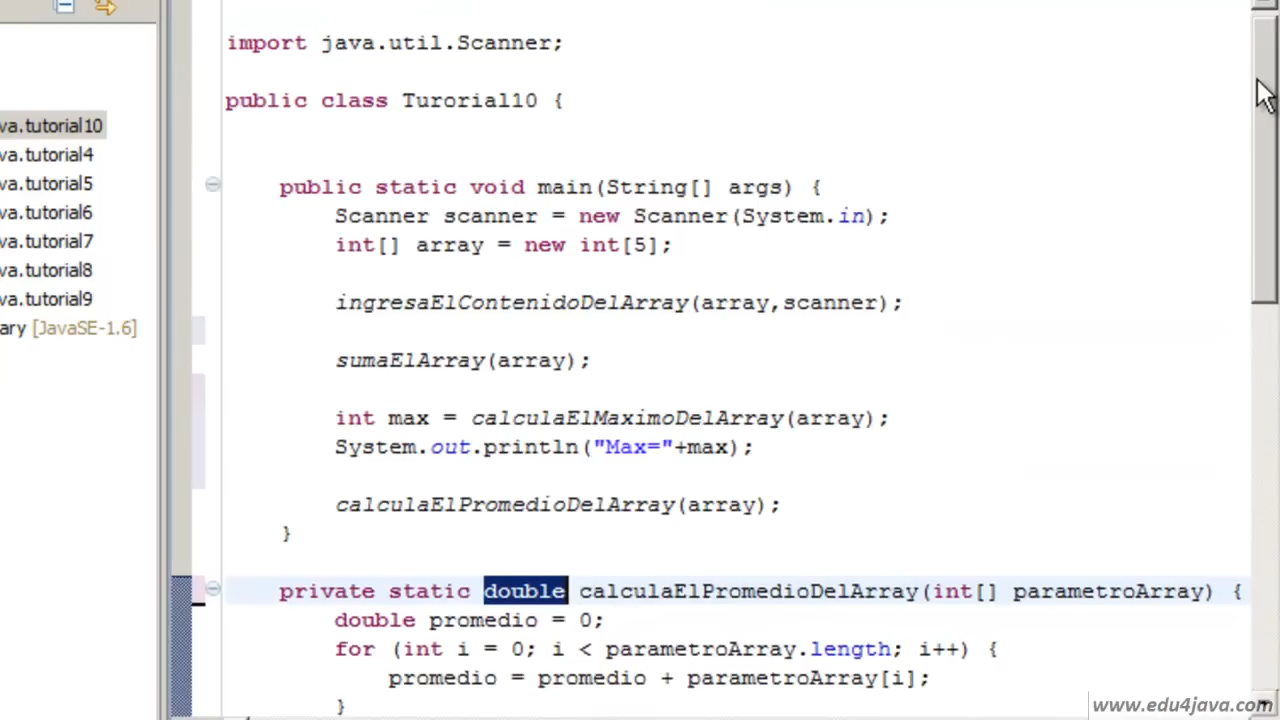 import java.util.Scanner;
public class Turorial10 {
va.tutorial10
va.tutorial4
va.tutorial5
va.tutorial6
va.tutorial7
va.tutorial8
va.tutorial9
ary [JavaSE-1.6]
public static void main(String[] args) {
Scanner scanner = new Scanner(System.in);
int[] array = new int[5];
ingresaElContenidoDelArray(array,scanner);
sumaElArray(array);
int max = calculaElMaximoDelArray(array);
System.out.println("Max="+max);
calculaElPromedioDelArray(array);
}
private static double calculaElPromedioDelArray(int[] parametroArray) {
double promedio = 0;
for (int i = 0; i < parametroArray.length; i++) {
promedio = promedio + parametroArray[i];
}
www.edu4java.com